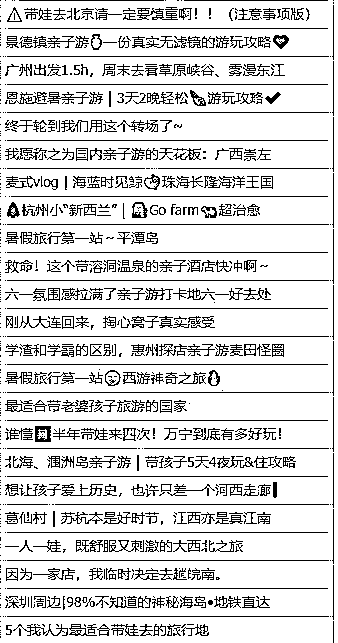 ⚠带娃去北京请一定要慎重啊！！（注意事项版）
景德镇亲子游一份真实无滤镜的游玩攻略❤
广州出发1.5h，周末去看草原峡谷、雾漫东江
恩施避暑亲子游｜3天2晚轻松游玩攻略✔
终于轮到我们用这个转场了~
我愿称之为国内亲子游的天花板：广西崇左
麦式vlog｜海蓝时见鲸珠海长隆海洋王国
🎄杭州小“新西兰”｜Go farm超治愈
暑假旅行第一站～平潭岛
救命！这个带溶洞温泉的亲子酒店快冲啊~
六一氛围感拉满了亲子游打卡地六一好去处
刚从大连回来，掏心窝子真实感受
学渣和学霸的区别，惠州探店亲子游麦田怪圈
暑假旅行第一站西游神奇之旅
最适合带老婆孩子旅游的国家
谁懂半年带娃来四次！万宁到底有多好玩！
北海、涠洲岛亲子游｜带孩子5天4夜玩&住攻略
想让孩子爱上历史，也许只差一个河西走廊
葛仙村｜苏杭本是好时节，江西亦是真江南
一人一娃，既舒服又刺激的大西北之旅
因为一家店，我临时决定去趟皖南。
深圳周边|98%不知道的神秘海岛•地铁直达
5个我认为最适合带娃去的旅行地